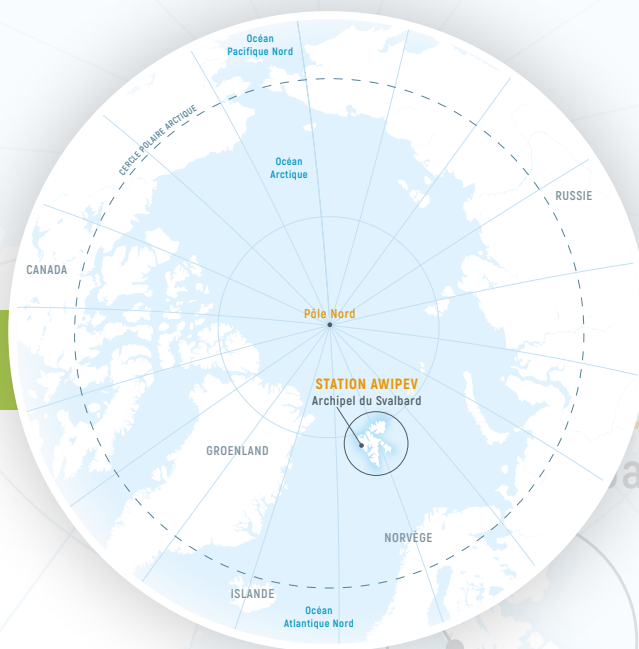 Océan
Pacifique Nord
CERCLE POLAIRE ARCTIQUE
Océan
Arctique
RUSSIE
CANADA
Pôle Nord
STATION AWIPEV
Archipel du Svalbard
GROENLAND
NORVÈGE
ISLANDE
Océan
Atlantique Nord